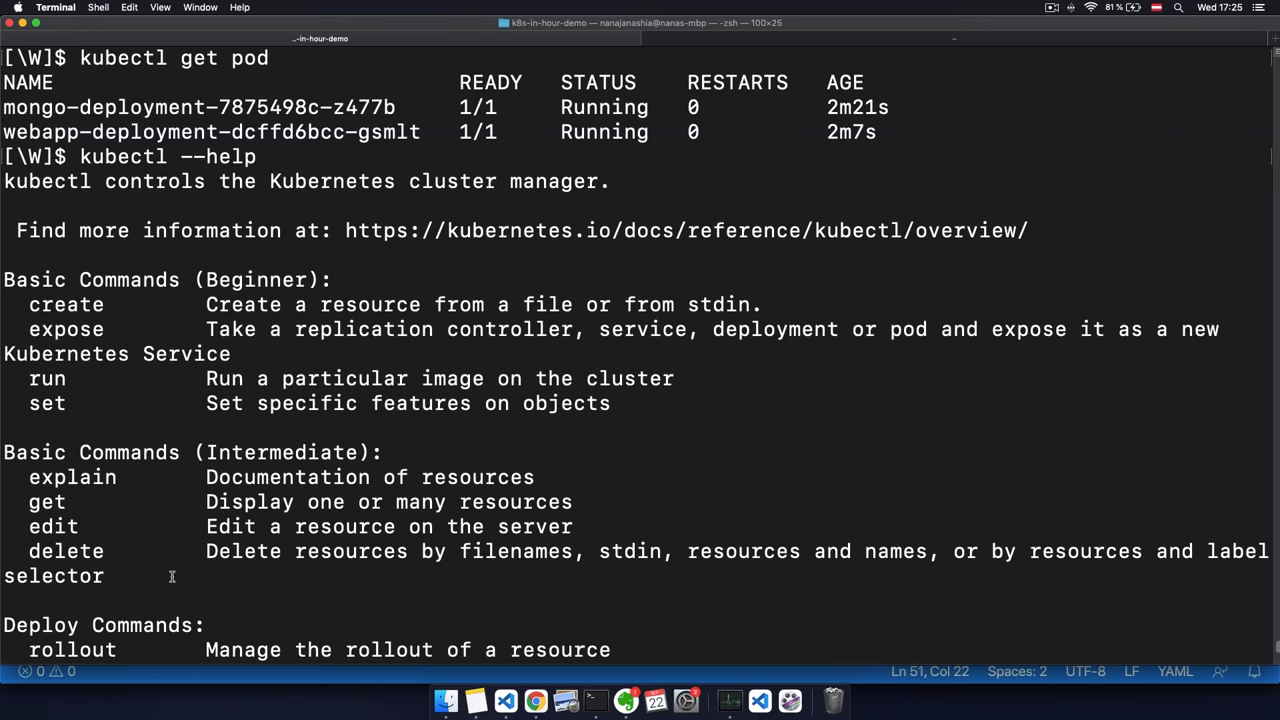 Terminal Shell Edit View Window Help 81 % Wed 17:25
k8s-in-hour-demo — nanajanashia@nanas-mbp — -zsh — 100×25
..-in-hour-demo
[\W]$ kubectl get pod
NAME READY STATUS RESTARTS AGE
mongo-deployment-7875498c-z477b 1/1 Running 0 2m21s
webapp-deployment-dcffd6bcc-gsmlt 1/1 Running 0 2m7s
[\W]$ kubectl --help
kubectl controls the Kubernetes cluster manager.
Find more information at: https://kubernetes.io/docs/reference/kubectl/overview/
Basic Commands (Beginner):
create Create a resource from a file or from stdin.
expose Take a replication controller, service, deployment or pod and expose it as a new
Kubernetes Service
run Run a particular image on the cluster
set Set specific features on objects
Basic Commands (Intermediate):
explain Documentation of resources
get Display one or many resources
edit Edit a resource on the server
delete Delete resources by filenames, stdin, resources and names, or by resources and label
selector
Deploy Commands:
rollout Manage the rollout of a resource
0 0 Ln 51, Col 22 Spaces: 2 UTF-8 LF YAML
22